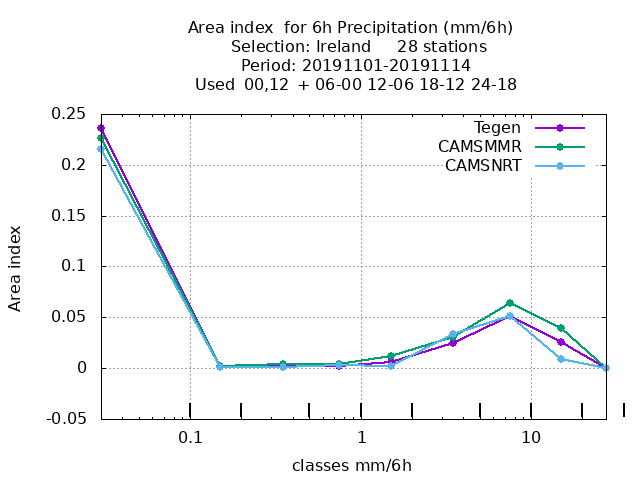 Area index  for 6h Precipitation (mm/6h)
Selection: Ireland     28 stations
Period: 20191101-20191114
Used  00,12  + 06-00 12-06 18-12 24-18
Tegen
CAMSMMR
CAMSNRT
0.25
0.2
0.15
0.1
0.05
0
-0.05
Area index
0.1
1
10
classes mm/6h